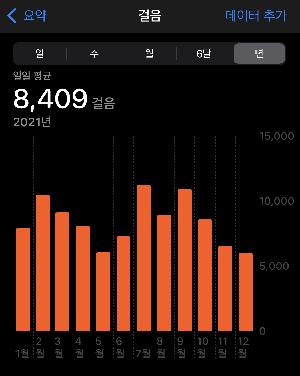 요약 걸음 데이터 추가
일 주 월 6달 년
일일 평균
8,409 걸음
2021년
15,000
10,000
5,000
0
1월 2월 3월 4월 5월 6월 7월 8월 9월 10월 11월 12월